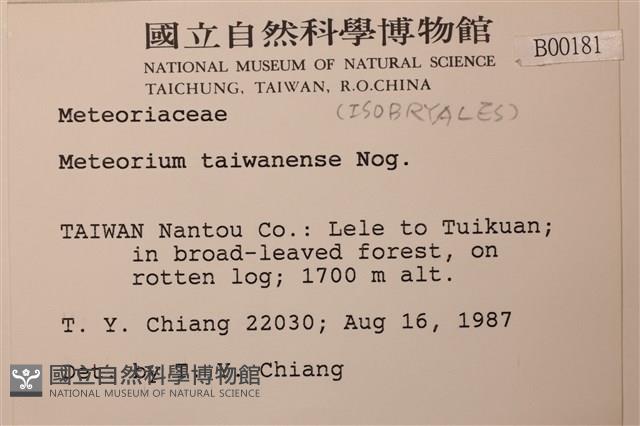 國立自然科學博物館
B00181
NATIONAL MUSEUM OF NATURAL SCIENCE
TAICHUNG, TAIWAN, R.O.CHINA
Meteoriaceae (ISOBRYALES)
Meteorium taiwanense Nog.
TAIWAN Nantou Co.: Lele to Tuikuan;
in broad-leaved forest, on
rotten log; 1700 m alt.
T. Y. Chiang 22030; Aug 16, 1987
Det. by T. Y. Chiang
國立自然科學博物館
NATIONAL MUSEUM OF NATURAL SCIENCE